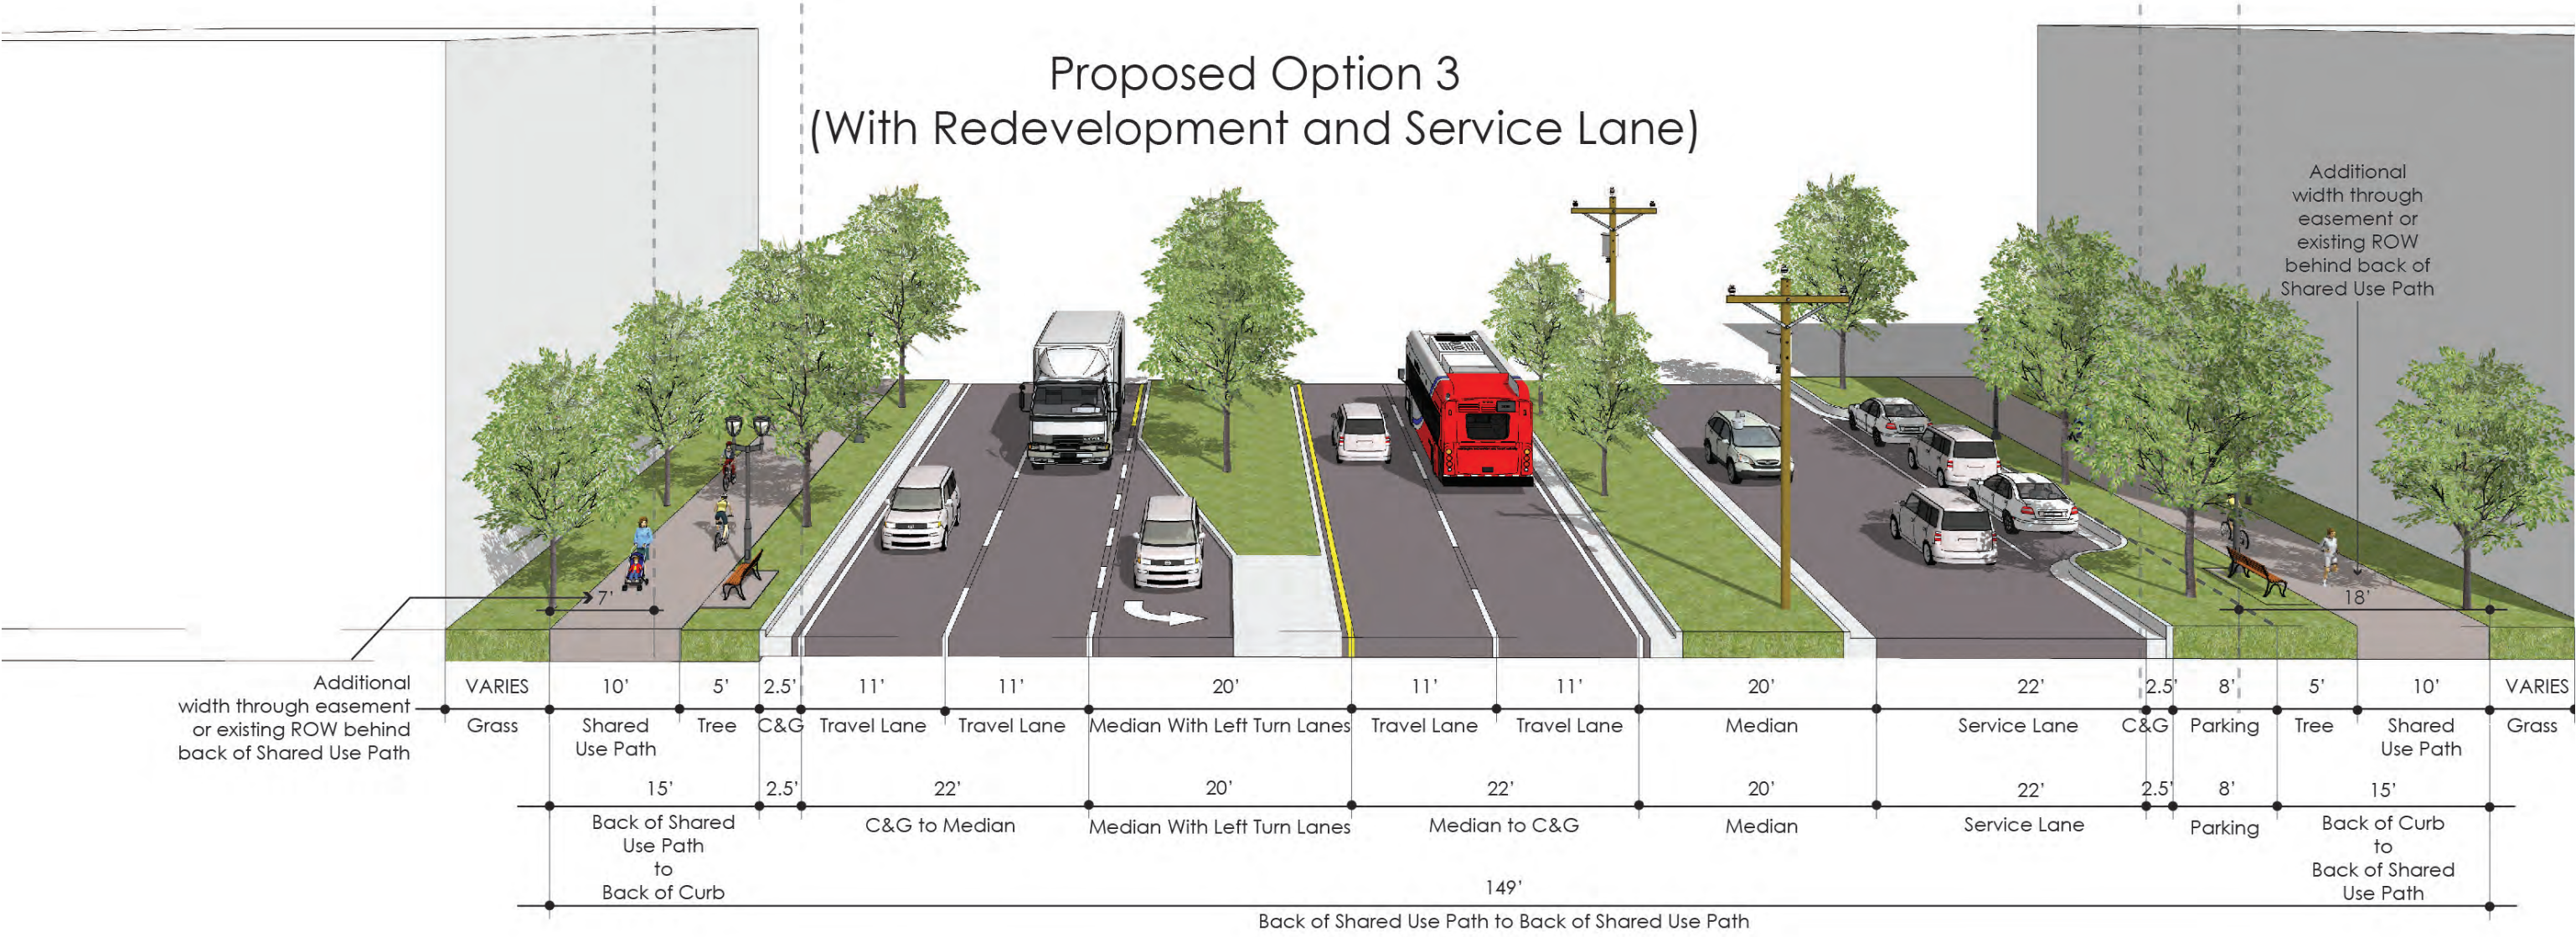 Proposed Option 3
(With Redevelopment and Service Lane)
Additional
width through
easement or
existing ROW
behind back of
Shared Use Path
7'
18'
Additional
width through easement
or existing ROW behind
back of Shared Use Path
VARIES 10' 5' 2.5' 11' 11' 20' 11' 11' 20' 22' 2.5' 8' 5' 10' VARIES
Grass Shared Tree C&G Travel Lane Travel Lane Median With Left Turn Lanes Travel Lane Travel Lane Median Service Lane C&G Parking Tree Shared Grass
Use Path Use Path
15' 2.5' 22' 20' 22' 20' 22' 2.5' 8' 15'
Back of Shared
Use Path
to
Back of Curb
C&G to Median
Median With Left Turn Lanes
Median to C&G
Median
Service Lane
Parking
Back of Curb
to
Back of Shared
Use Path
149'
Back of Shared Use Path to Back of Shared Use Path